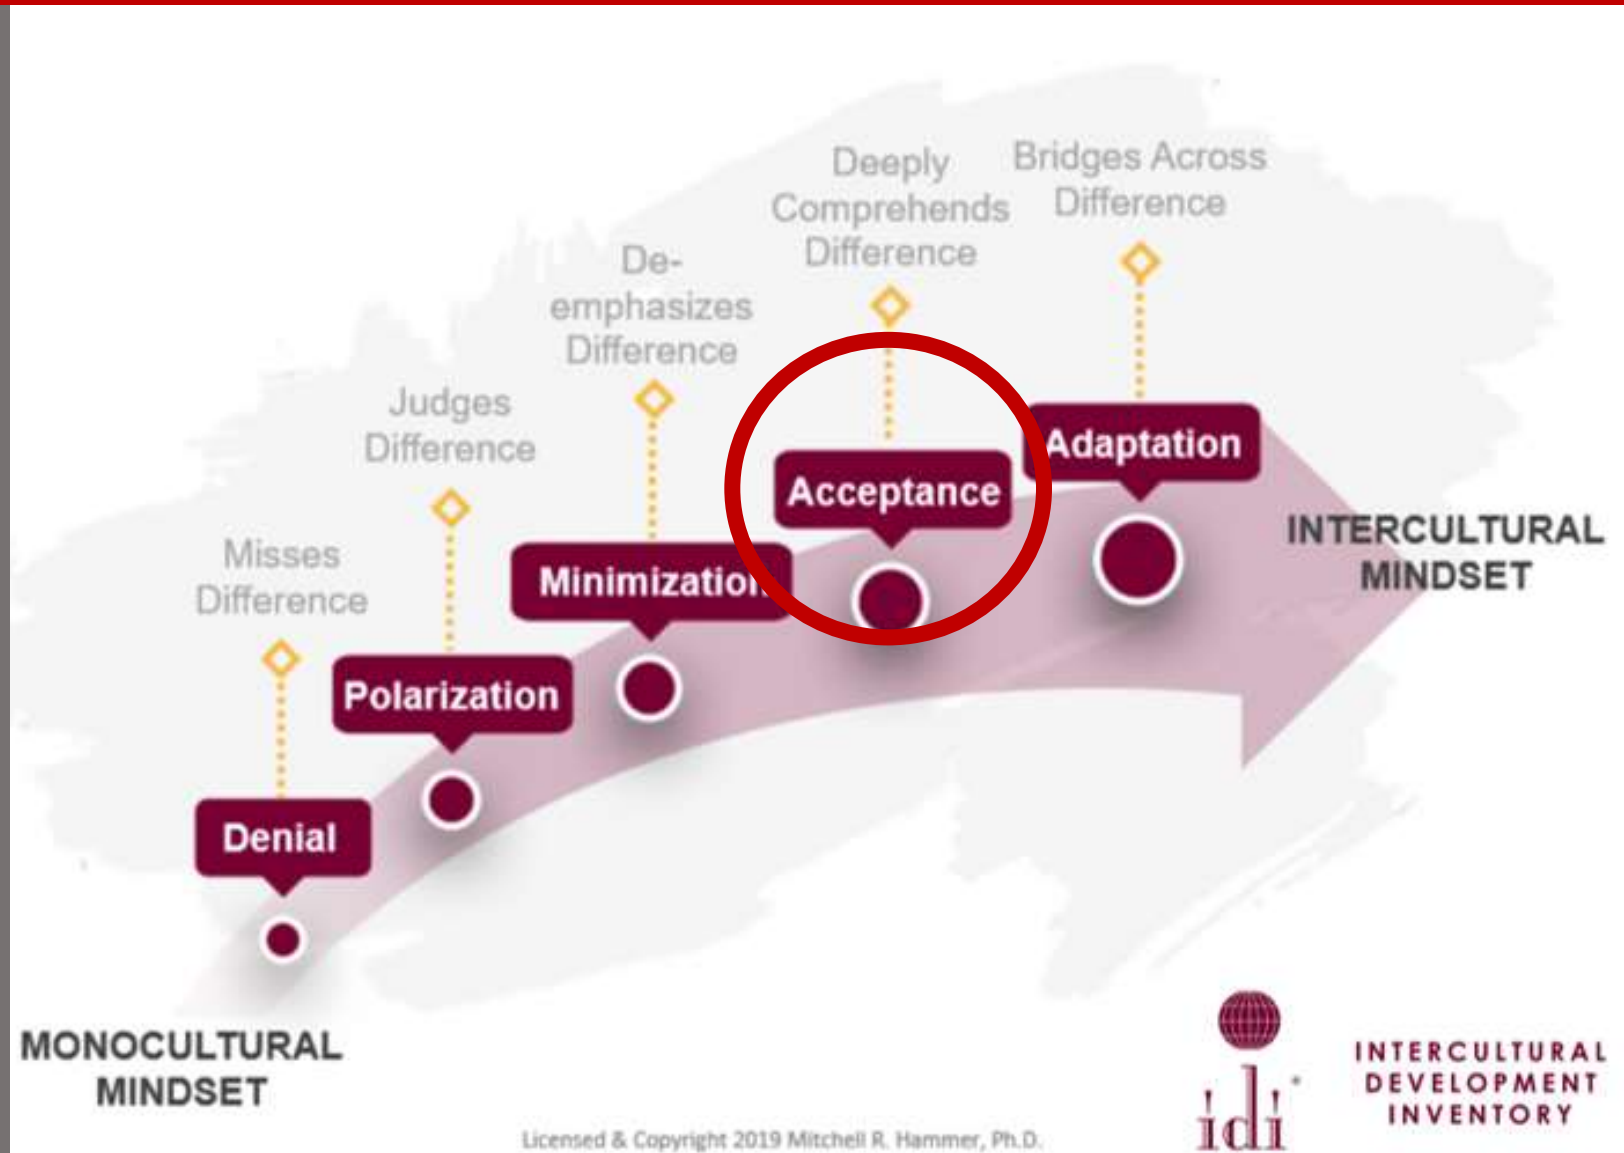 Deeply
Comprehends
Difference
Bridges Across
Difference
De-
emphasizes
Difference
Judges
Difference
Misses
Difference
Adaptation
Acceptance
Minimization
Polarization
Denial
INTERCULTURAL
MINDSET
MONOCULTURAL
MINDSET
idi
INTERCULTURAL
DEVELOPMENT
INVENTORY
Licensed & Copyright 2019 Mitchell R. Hammer, Ph.D.